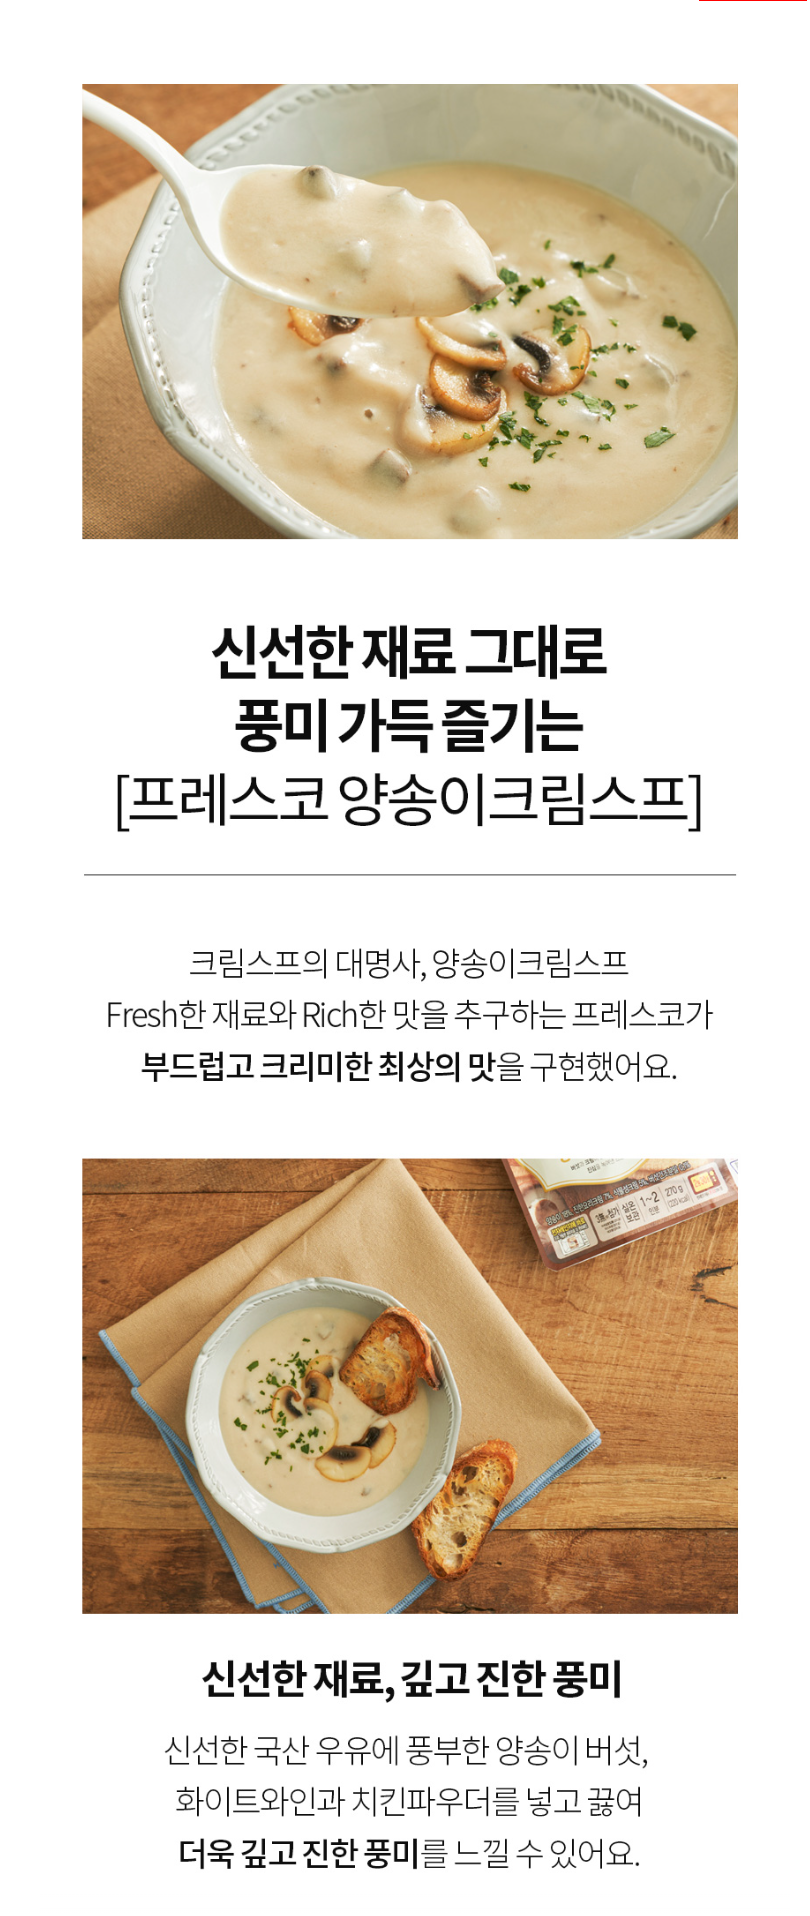 신선한 재료 그대로
풍미 가득 즐기는
[프레스코 양송이크림스프]
크림스프의 대명사, 양송이크림스프
Fresh한 재료와 Rich한 맛을 추구하는 프레스코가
부드럽고 크리미한 최상의 맛을 구현했어요.
실온
보관
1~2
인분
270 g
신선한 재료, 깊고 진한 풍미
신선한 국산 우유에 풍부한 양송이 버섯,
화이트와인과 치킨파우더를 넣고 끓여
더욱 깊고 진한 풍미를 느낄 수 있어요.